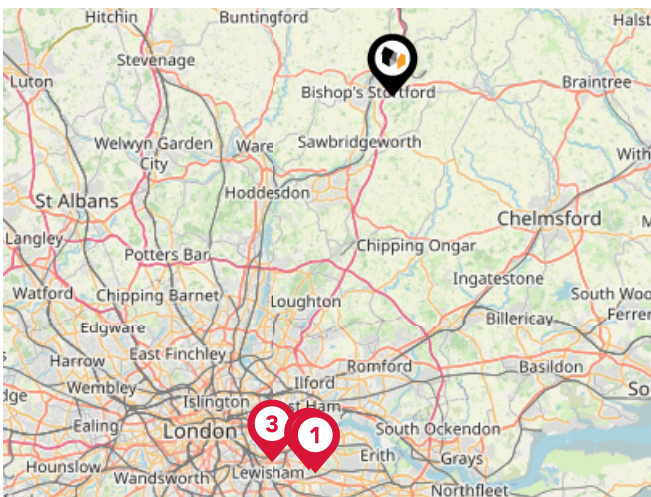 Hitchin
Buntingford
Halst
Stevenage
Luton
Braintree
Bishop's Stortford
Welwyn Garden
City
Ware
Sawbridgeworth
With
St Albans
Hoddesdon
Chelmsford
Langley
Potters Bar
Chipping Ongar
Ingatestone
Watford
Chipping Barnet
Loughton
South Woo
Ferrer
Billericay
Edgware
East Finchley
Harrow
Romford
Basildon
Wembley
Ilford
Islington
st Ham
So
Ealing
London
3
1
South Ockendon
Hounslow
Wandsworth
Lewisham
Erith
Grays
Northfleet